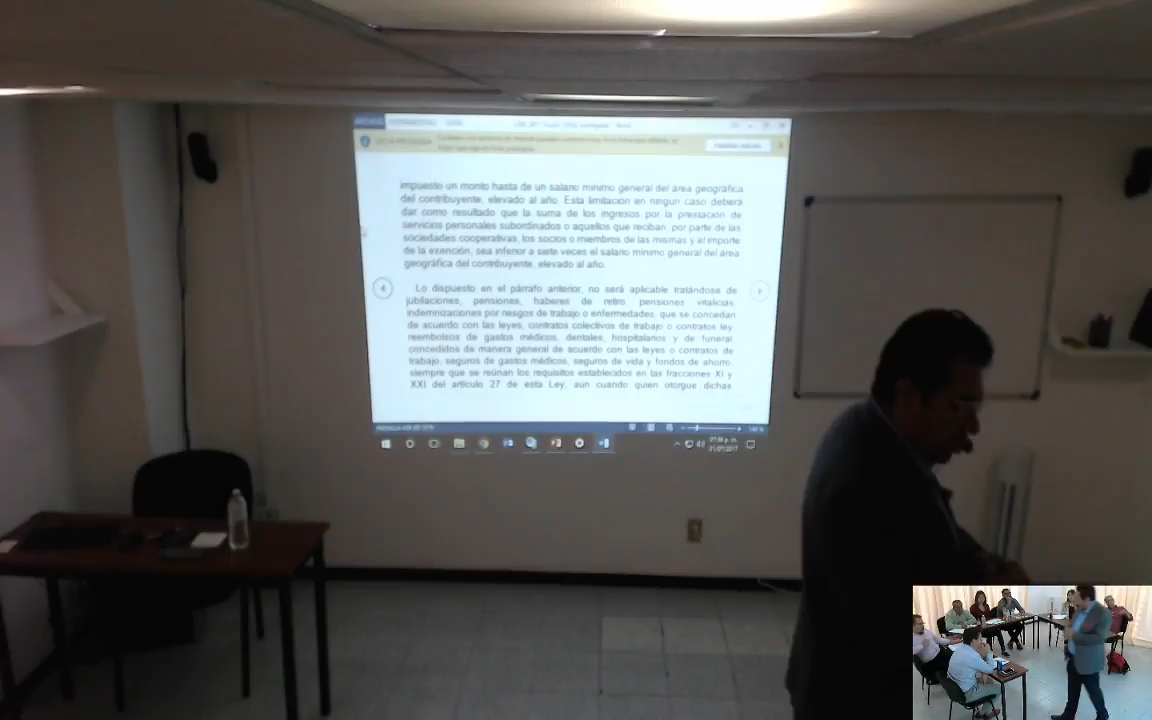 impuesto un monto hasta de un salario mínimo general del área geográfica
del contribuyente, elevado al año. Esta limitación en ningún caso deberá
dar como resultado que la suma de los ingresos por la prestación de
servicios personales subordinados o aquellos que reciban, por parte de las
sociedades cooperativas, los socios o miembros de las mismas y el importe
de la exención, sea inferior a siete veces el salario mínimo general del área
geográfica del contribuyente, elevado al año.
Lo dispuesto en el párrafo anterior, no será aplicable tratándose de
jubilaciones, pensiones, haberes de retiro, pensiones vitalicias,
indemnizaciones por riesgos de trabajo o enfermedades, que se concedan
de acuerdo con las leyes, contratos colectivos de trabajo o contratos ley,
reembolsos de gastos médicos, dentales, hospitalarios y de funeral,
concedidos de manera general de acuerdo con las leyes o contratos de
trabajo, seguros de gastos médicos, seguros de vida y fondos de ahorro,
siempre que se reúnan los requisitos establecidos en las fracciones XI y
XXI del artículo 27 de esta Ley, aun cuando quien otorgue dichas